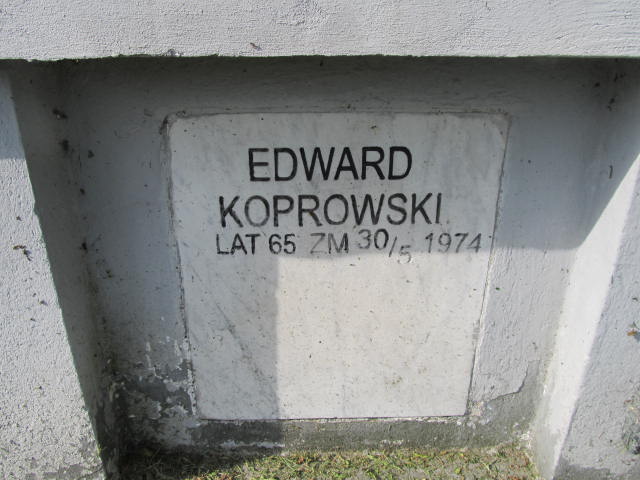 EDWARD
KOPROWSKI
LAT 65 ZM 30/5 1974